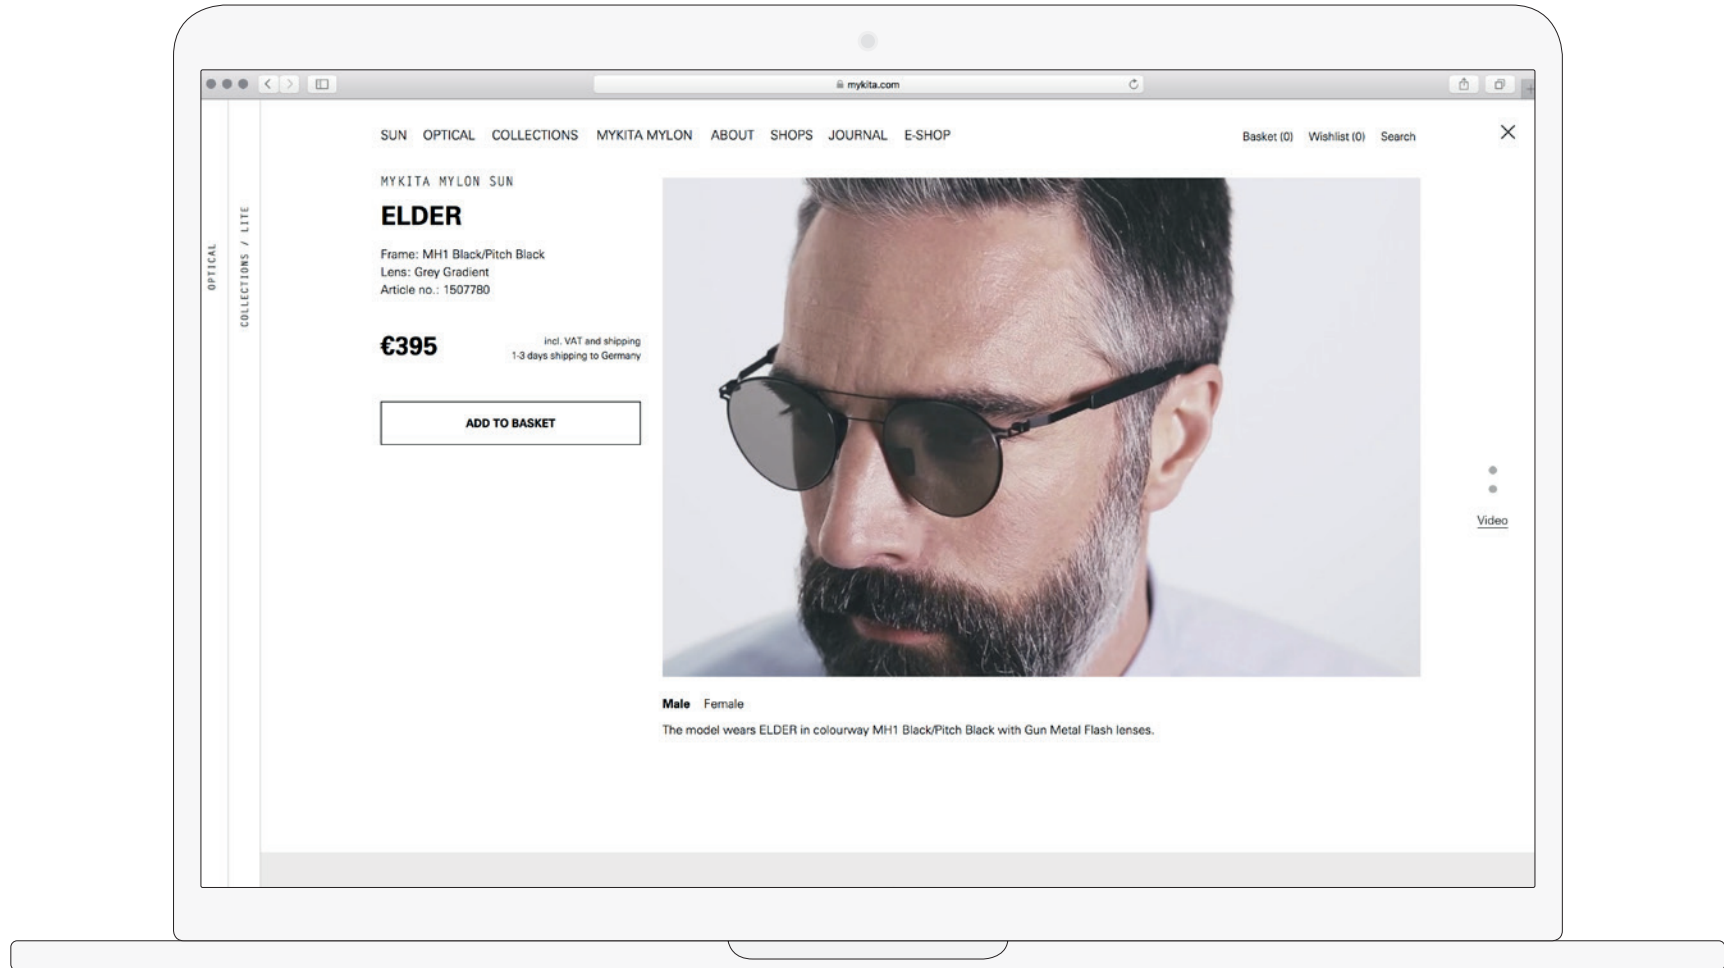 mykita.com
SUN OPTICAL COLLECTIONS MYKITA MYLON ABOUT SHOPS JOURNAL E-SHOP
Basket (0) Wishlist (0) Search
OPTICAL
COLLECTIONS / LITE
MYKITA MYLON SUN
ELDER
Frame: MH1 Black/Pitch Black
Lens: Grey Gradient
Article no.: 1507780
€395
incl. VAT and shipping
1-3 days shipping to Germany
ADD TO BASKET
Video
Male Female
The model wears ELDER in colourway MH1 Black/Pitch Black with Gun Metal Flash lenses.